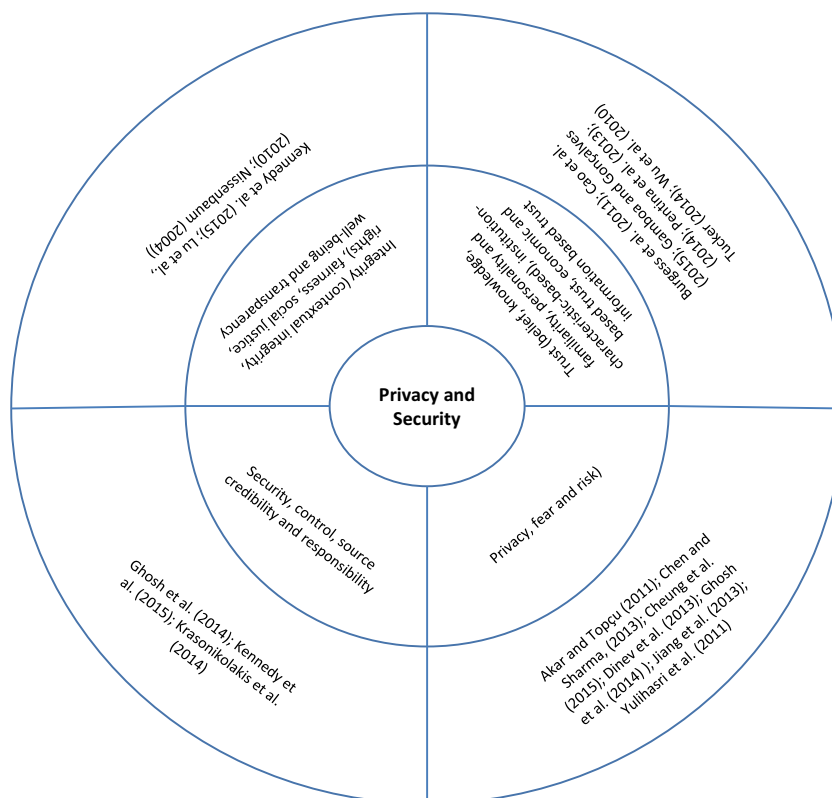 Kennedy et al. (2015); Lu et al.,
(2010); Nissenbaum (2004))
Burgess et al. (2011); Cao et al.
(2015); Gamboa and Gonçalves
(2014); Pentina et al. (2013);
Tucker (2014); Wu et al. (2010)
Integrity (contextual integrity,
rights), fairness, social justice,
well-being and transparency
Trust (belief, knowledge,
familiarity, personality and
characteristic-based), institution-
based trust, economic and
information based trust
Privacy and
Security
Security, control, source
credibility and responsibility
Privacy, fear and risk)
Ghosh et al. (2014); Kennedy et
al. (2015); Krasonikolakis et al.
(2014)
Akar and Topçu (2011); Chen and
Sharma, (2013); Cheung et al.
(2015); Dinev et al. (2013); Ghosh
et al. (2014) ); Jiang et al. (2013);
Yulihasri et al. (2011)